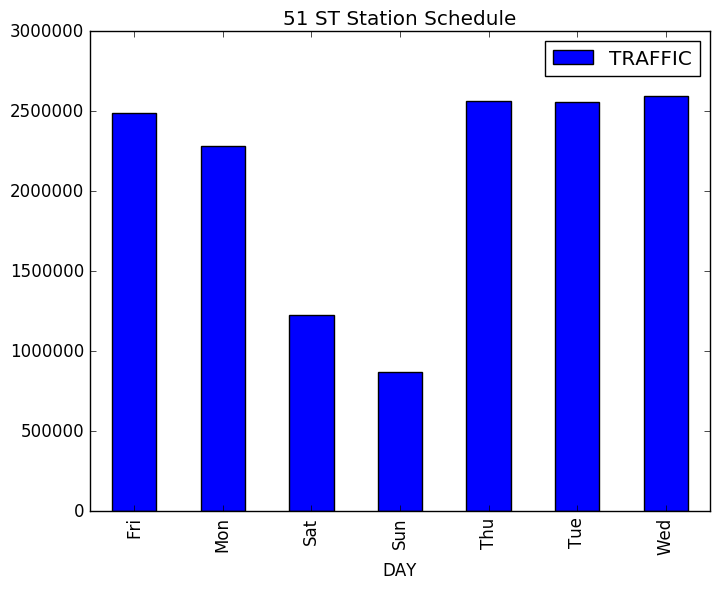 51 ST Station Schedule
3000000
TRAFFIC
2500000
2000000
1500000
1000000
500000
0
Fri
Mon
Sat
Sun
Thu
Tue
Wed
DAY